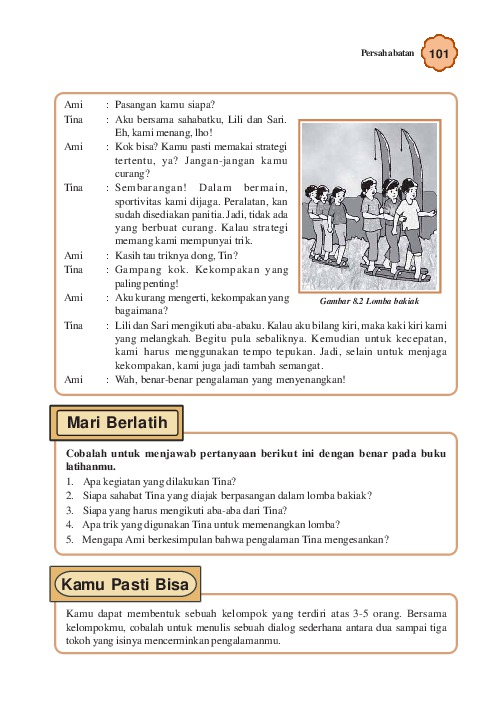 Persahabatan 101
Ami : Pasangan kamu siapa?
Tina : Aku bersama sahabatku, Lili dan Sari.
Eh, kami menang, lho!
Ami : Kok bisa? Kamu pasti memakai strategi
tertentu, ya? Jangan-jangan kamu
curang?
Tina : Sembarangan! Dalam bermain,
sportivitas kami dijaga. Peralatan, kan
sudah disediakan panitia. Jadi, tidak ada
yang berbuat curang. Kalau strategi
memang kami mempunyai trik.
Ami : Kasih tau triknya dong, Tin?
Tina : Gampang kok. Kekompakan yang
paling penting!
Ami : Aku kurang mengerti, kekompakan yang
bagaimana?
Gambar 8.2 Lomba bakiak
Tina : Lili dan Sari mengikuti aba-abaku. Kalau aku bilang kiri, maka kaki kiri kami
yang melangkah. Begitu pula sebaliknya. Kemudian untuk kecepatan,
kami harus menggunakan tempo tepukan. Jadi, selain untuk menjaga
kekompakan, kami juga jadi tambah semangat.
Ami : Wah, benar-benar pengalaman yang menyenangkan!
Mari Berlatih
Cobalah untuk menjawab pertanyaan berikut ini dengan benar pada buku
latihanmu.
1. Apa kegiatan yang dilakukan Tina?
2. Siapa sahabat Tina yang diajak berpasangan dalam lomba bakiak?
3. Siapa yang harus mengikuti aba-aba dari Tina?
4. Apa trik yang digunakan Tina untuk memenangkan lomba?
5. Mengapa Ami berkesimpulan bahwa pengalaman Tina mengesankan?
Kamu Pasti Bisa
Kamu dapat membentuk sebuah kelompok yang terdiri atas 3-5 orang. Bersama
kelompokmu, cobalah untuk menulis sebuah dialog sederhana antara dua sampai tiga
tokoh yang isinya mencerminkan pengalamanmu.